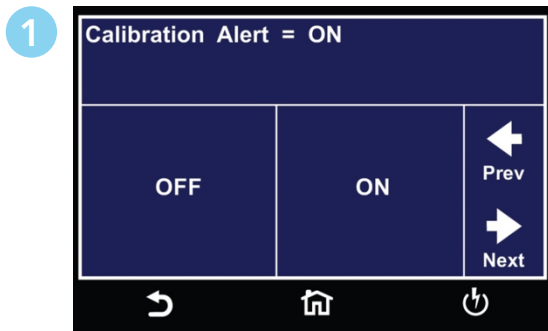 1
Calibration Alert = ON
OFF
ON
Prev
Next